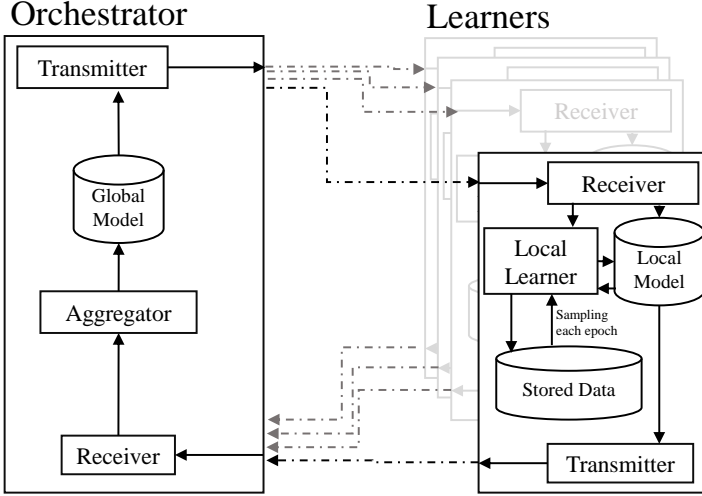 Orchestrator
Transmitter
Global
Model
Aggregator
Receiver
Learners
Receiver
Receiver
Local
Learner
Local
Model
Sampling
each epoch
Stored Data
Transmitter